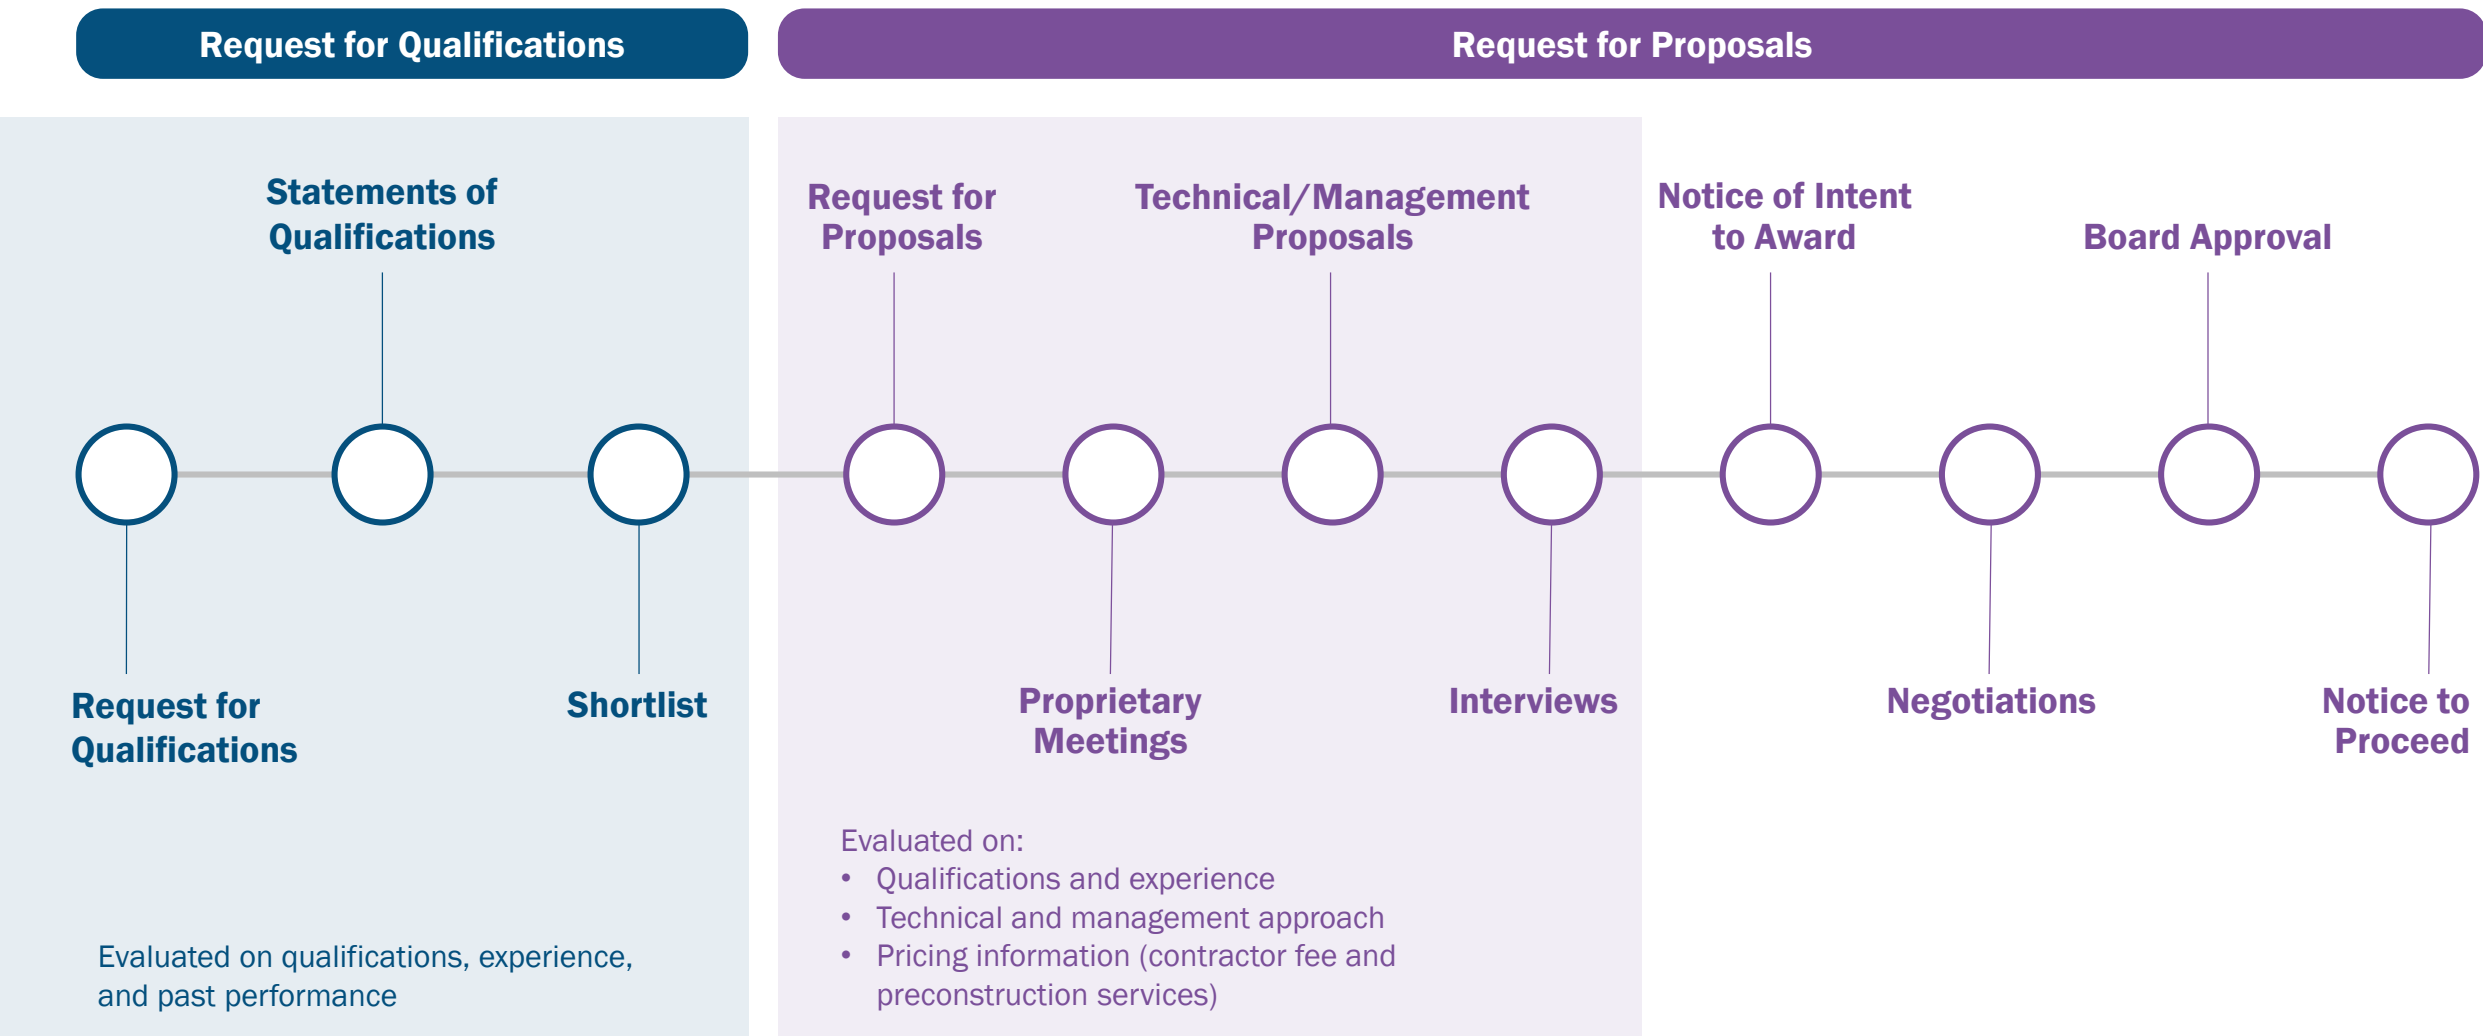 Request for Qualifications
Request for Proposals
Statements of
Qualifications
Request for
Proposals
Technical/Management
Proposals
Notice of Intent
to Award
Board Approval
Request for
Qualifications
Shortlist
Proprietary
Meetings
Interviews
Negotiations
Notice to
Proceed
Evaluated on qualifications, experience,
and past performance
Evaluated on:
• Qualifications and experience
• Technical and management approach
• Pricing information (contractor fee and
preconstruction services)